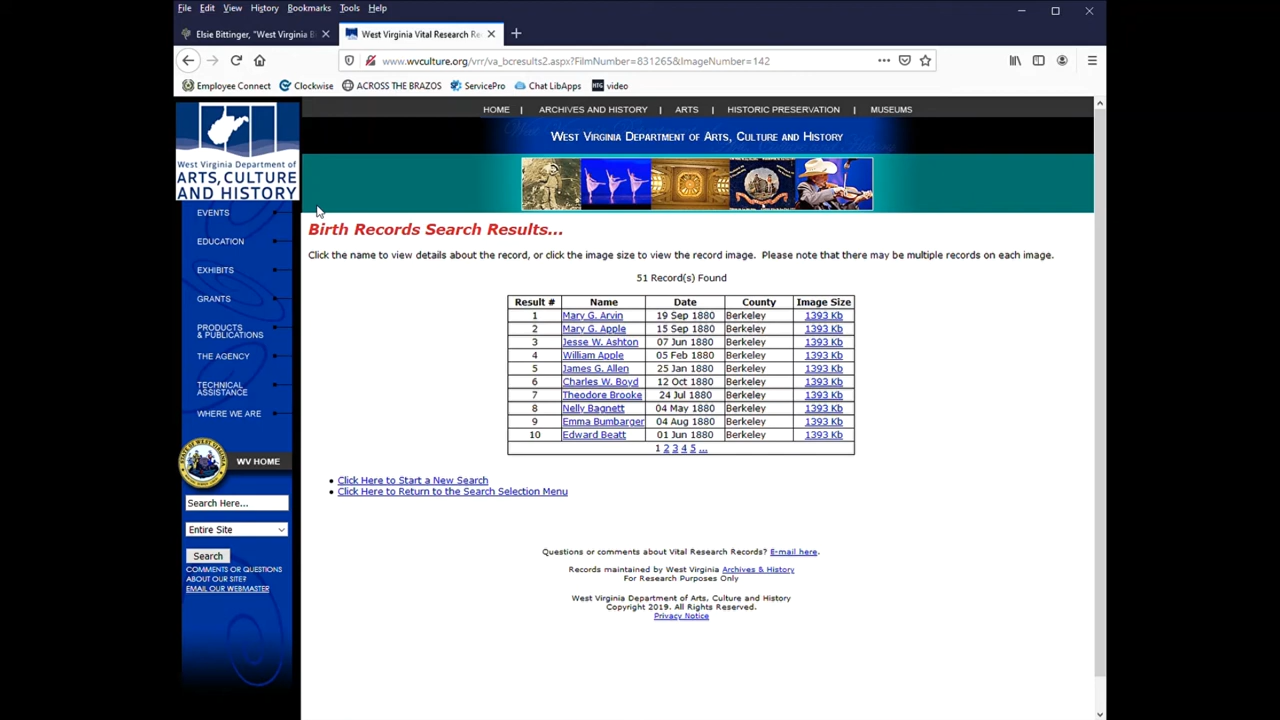 File Edit View History Bookmarks Tools Help
Elsie Bittinger, "West Virginia B
West Virginia Vital Research Re
www.wvculture.org/vrr/va_bcresults2.aspx?FilmNumber=831265&ImageNumber=142
Employee Connect Clockwise ACROSS THE BRAZOS ServicePro Chat LibApps HTG video
HOME | ARCHIVES AND HISTORY | ARTS | HISTORIC PRESERVATION | MUSEUMS
WEST VIRGINIA DEPARTMENT OF ARTS, CULTURE AND HISTORY
West Virginia Department of
ARTS, CULTURE
AND HISTORY
EVENTS
EDUCATION
EXHIBITS
GRANTS
PRODUCTS
& PUBLICATIONS
THE AGENCY
TECHNICAL
ASSISTANCE
WHERE WE ARE
WV HOME
Search Here...
Entire Site
Search
COMMENTS OR QUESTIONS
ABOUT OUR SITE?
EMAIL OUR WEBMASTER
Birth Records Search Results...
Click the name to view details about the record, or click the image size to view the record image. Please note that there may be multiple records on each image.
51 Record(s) Found
Result # Name Date County Image Size
1 Mary G. Arvin 19 Sep 1880 Berkeley 1393 Kb
2 Mary G. Apple 15 Sep 1880 Berkeley 1393 Kb
3 Jesse W. Ashton 07 Jun 1880 Berkeley 1393 Kb
4 William Apple 05 Feb 1880 Berkeley 1393 Kb
5 James G. Allen 25 Jan 1880 Berkeley 1393 Kb
6 Charles W. Boyd 12 Oct 1880 Berkeley 1393 Kb
7 Theodore Brooke 24 Jul 1880 Berkeley 1393 Kb
8 Nelly Bagnett 04 May 1880 Berkeley 1393 Kb
9 Emma Bumbarger 04 Aug 1880 Berkeley 1393 Kb
10 Edward Beatt 01 Jun 1880 Berkeley 1393 Kb
1 2 3 4 5 ...
Click Here to Start a New Search
Click Here to Return to the Search Selection Menu
Questions or comments about Vital Research Records? E-mail here.
Records maintained by West Virginia Archives & History
For Research Purposes Only
West Virginia Department of Arts, Culture and History
Copyright 2019. All Rights Reserved.
Privacy Notice